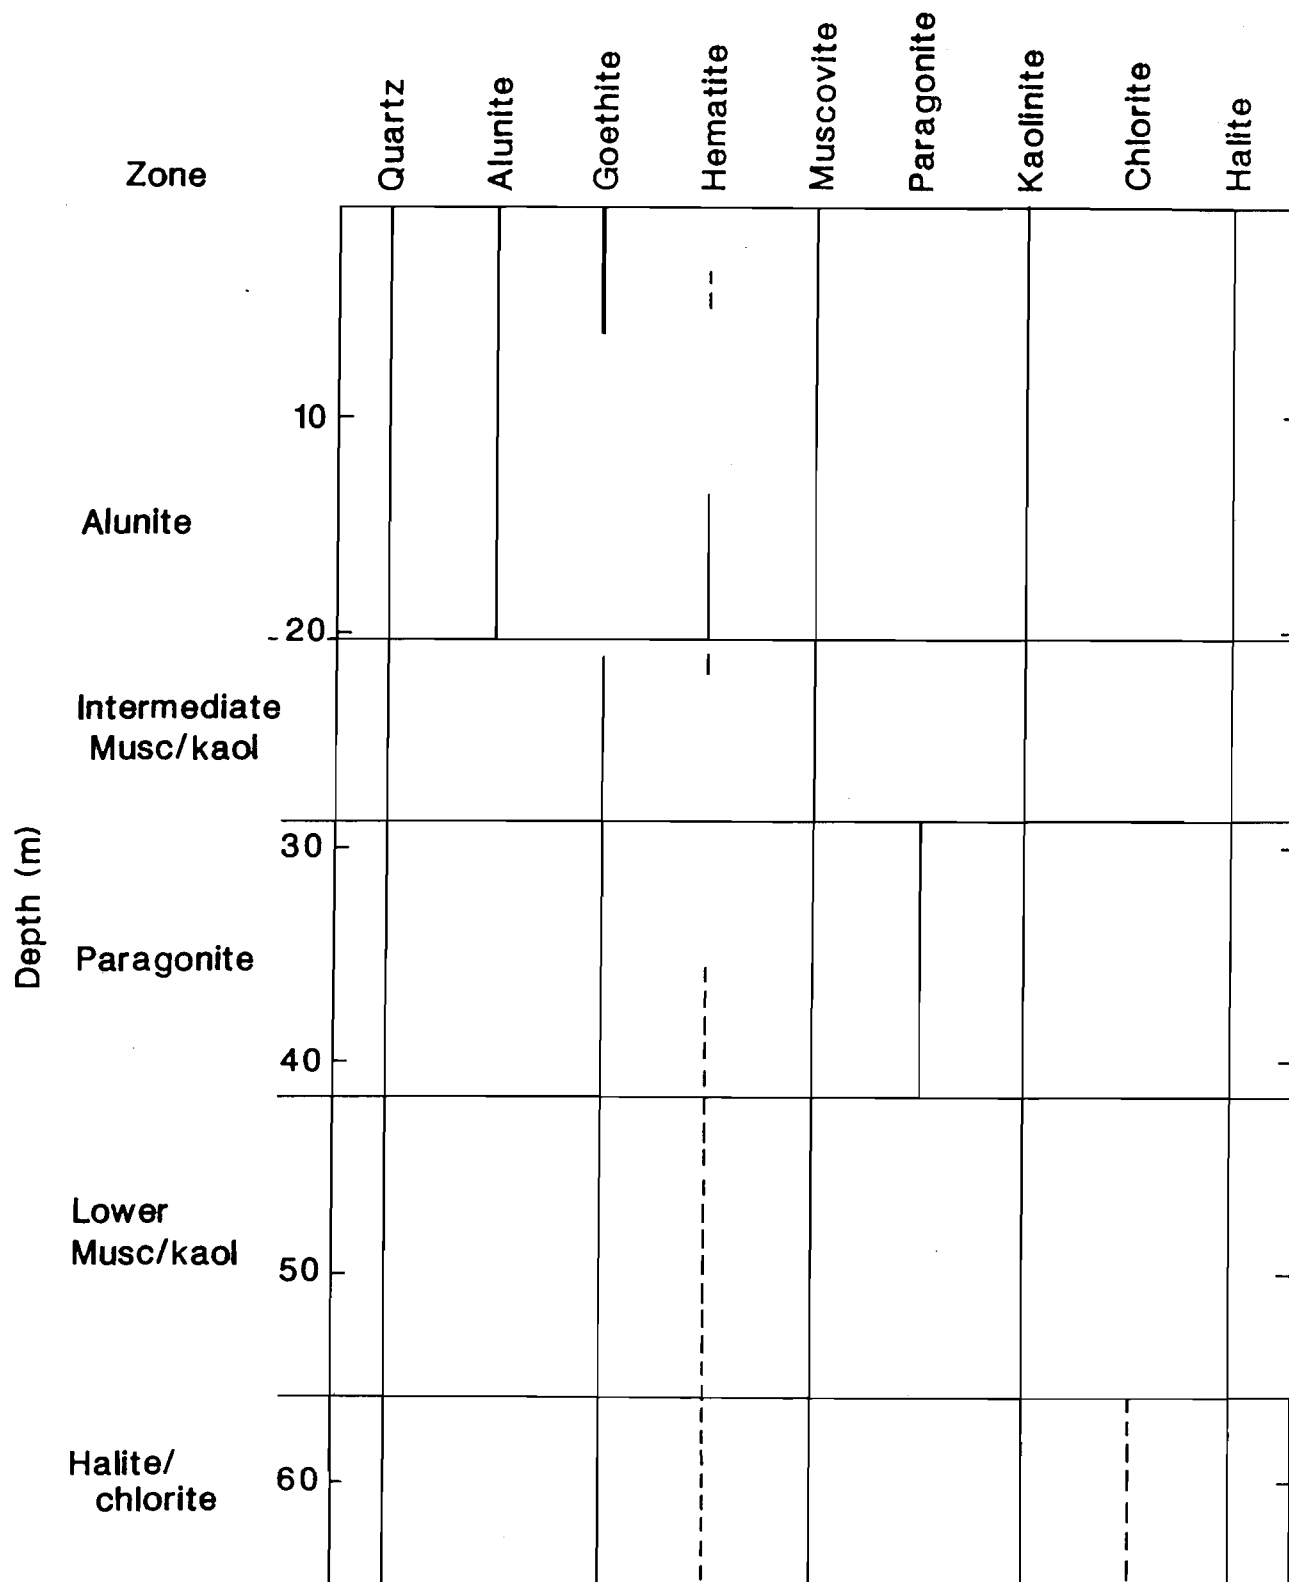 Zone
Quartz
Alunite
Goethite
Hematite
Muscovite
Paragonite
Kaolinite
Chlorite
Halite
Depth (m)
10
Alunite
20
Intermediate
Musc/kaol
30
Paragonite
40
Lower
Musc/kaol
50
Halite/
chlorite
60